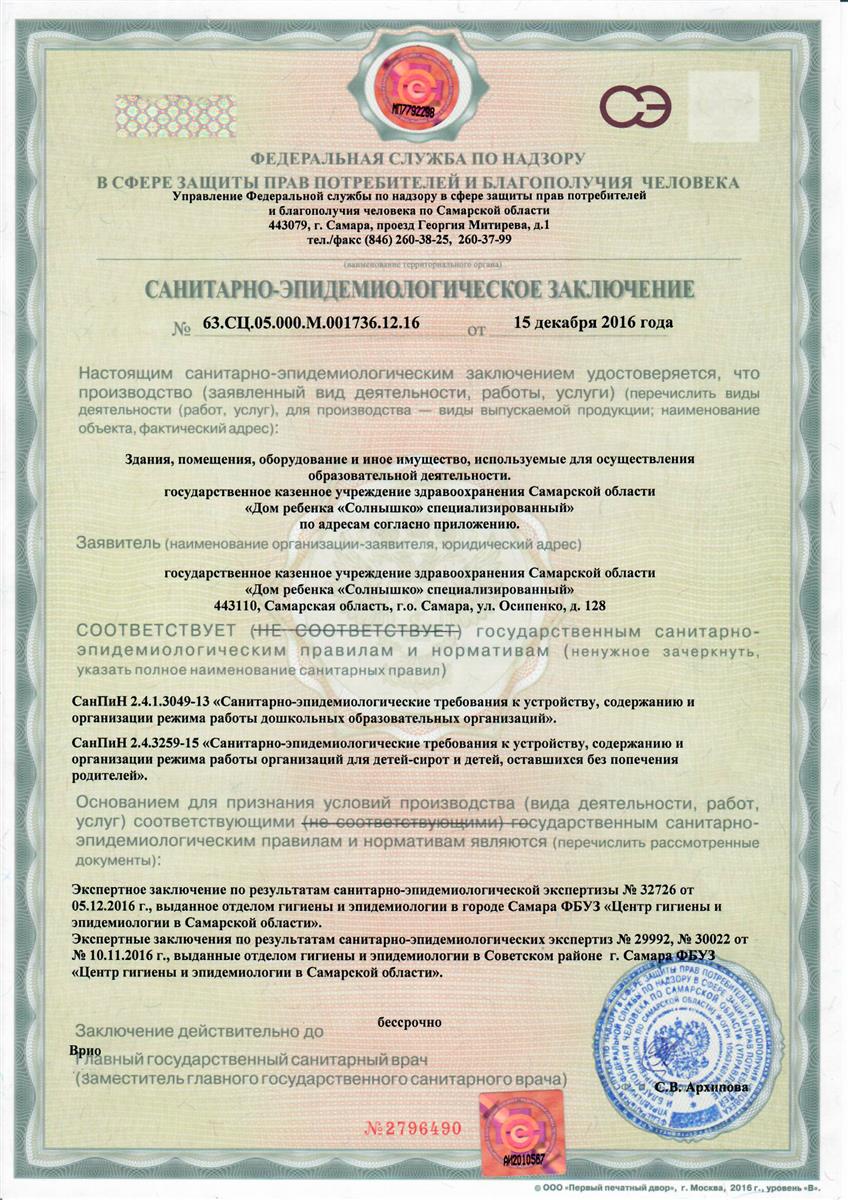 МП7792298
СЭ
ФЕДЕРАЛЬНАЯ СЛУЖБА ПО НАДЗОРУ
В СФЕРЕ ЗАЩИТЫ ПРАВ ПОТРЕБИТЕЛЕЙ И БЛАГОПОЛУЧИЯ ЧЕЛОВЕКА
Управление Федеральной службы по надзору в сфере защиты прав потребителей
и благополучия человека по Самарской области
443079, г. Самара, проезд Георгия Митирева, д.1
тел./факс (846) 260-38-25, 260-37-99
(наименование территориального органа)
САНИТАРНО-ЭПИДЕМИОЛОГИЧЕСКОЕ ЗАКЛЮЧЕНИЕ
№ 63.СЦ.05.000.М.001736.12.16 от 15 декабря 2016 года
Настоящим санитарно-эпидемиологическим заключением удостоверяется, что
производство (заявленный вид деятельности, работы, услуги) (перечислить виды
деятельности (работ, услуг), для производства — виды выпускаемой продукции; наименование
объекта, фактический адрес):
Здания, помещения, оборудование и иное имущество, используемые для осуществления
образовательной деятельности.
государственное казенное учреждение здравоохранения Самарской области
«Дом ребенка «Солнышко» специализированный»
по адресам согласно приложению.
Заявитель (наименование организации-заявителя, юридический адрес)
государственное казенное учреждение здравоохранения Самарской области
«Дом ребенка «Солнышко» специализированный»
443110, Самарская область, г.о. Самара, ул. Осипенко, д. 128
СООТВЕТСТВУЕТ (НЕ СООТВЕТСТВУЕТ) государственным санитарно-
эпидемиологическим правилам и нормативам (ненужное зачеркнуть,
указать полное наименование санитарных правил)
СанПиН 2.4.1.3049-13 «Санитарно-эпидемиологические требования к устройству, содержанию и
организации режима работы дошкольных образовательных организаций».
СанПиН 2.4.3259-15 «Санитарно-эпидемиологические требования к устройству, содержанию и
организации режима работы организаций для детей-сирот и детей, оставшихся без попечения
родителей».
Основанием для признания условий производства (вида деятельности, работ,
услуг) соответствующими (не соответствующими) государственным санитарно-
эпидемиологическим правилам и нормативам являются (перечислить рассмотренные
документы):
Экспертное заключение по результатам санитарно-эпидемиологической экспертизы № 32726 от
05.12.2016 г., выданное отделом гигиены и эпидемиологии в городе Самара ФБУЗ «Центр гигиены и
эпидемиологии в Самарской области».
Экспертные заключения по результатам санитарно-эпидемиологических экспертиз № 29992, № 30022 от
№ 10.11.2016 г., выданные отделом гигиены и эпидемиологии в Советском районе г. Самара ФБУЗ
«Центр гигиены и эпидемиологии в Самарской области».
Заключение действительно до бессрочно
Врио
Главный государственный санитарный врач
(заместитель главного государственного санитарного врача)
С.В. Архипова
№2796490
АИ2010587
© ООО «Первый печатный двор», г. Москва, 2016 г., уровень «В».